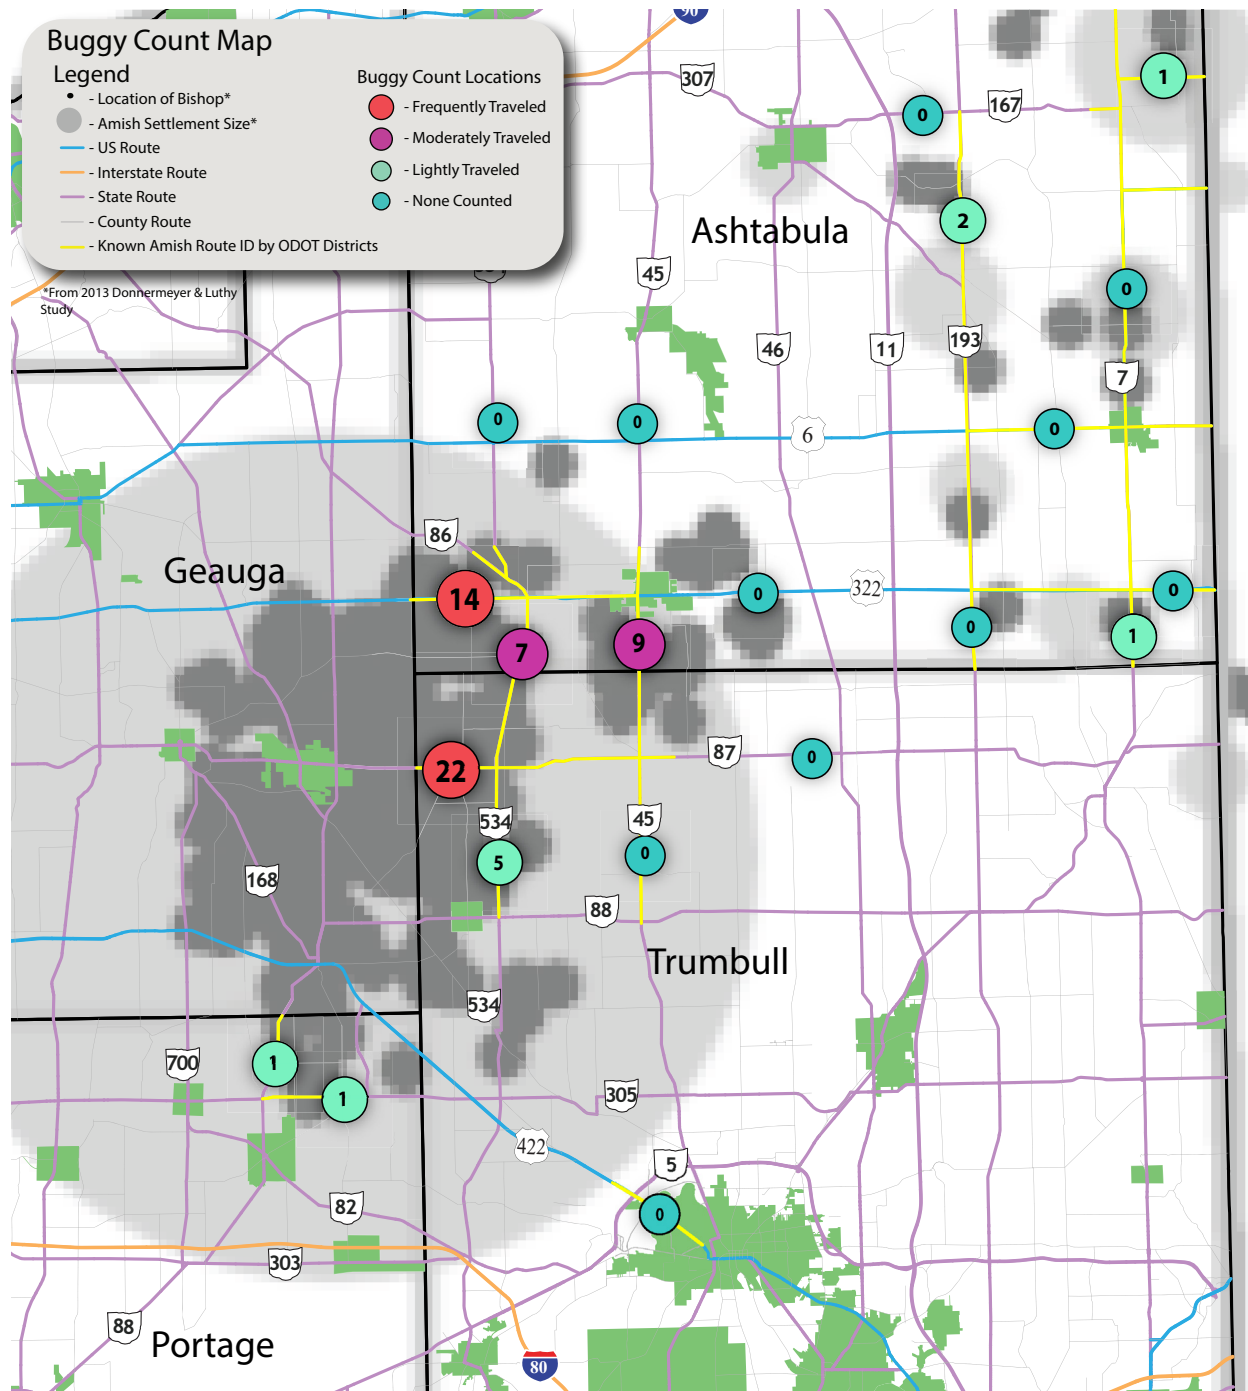 Buggy Count Map
Legend
- Location of Bishop*
- Amish Settlement Size*
- US Route
- Interstate Route
- State Route
- County Route
- Known Amish Route ID by ODOT Districts
Buggy Count Locations
- Frequently Traveled
- Moderately Traveled
- Lightly Traveled
- None Counted
*From 2013 Donnermeyer & Luthy
Study
90
307
1
0
167
2
Ashtabula
45
0
46
11
193
7
0
0
6
0
86
Geauga
14
0
322
0
7
9
0
1
22
87
0
534
45
5
0
168
88
Trumbull
534
700
1
1
305
422
5
82
0
303
88
Portage
80